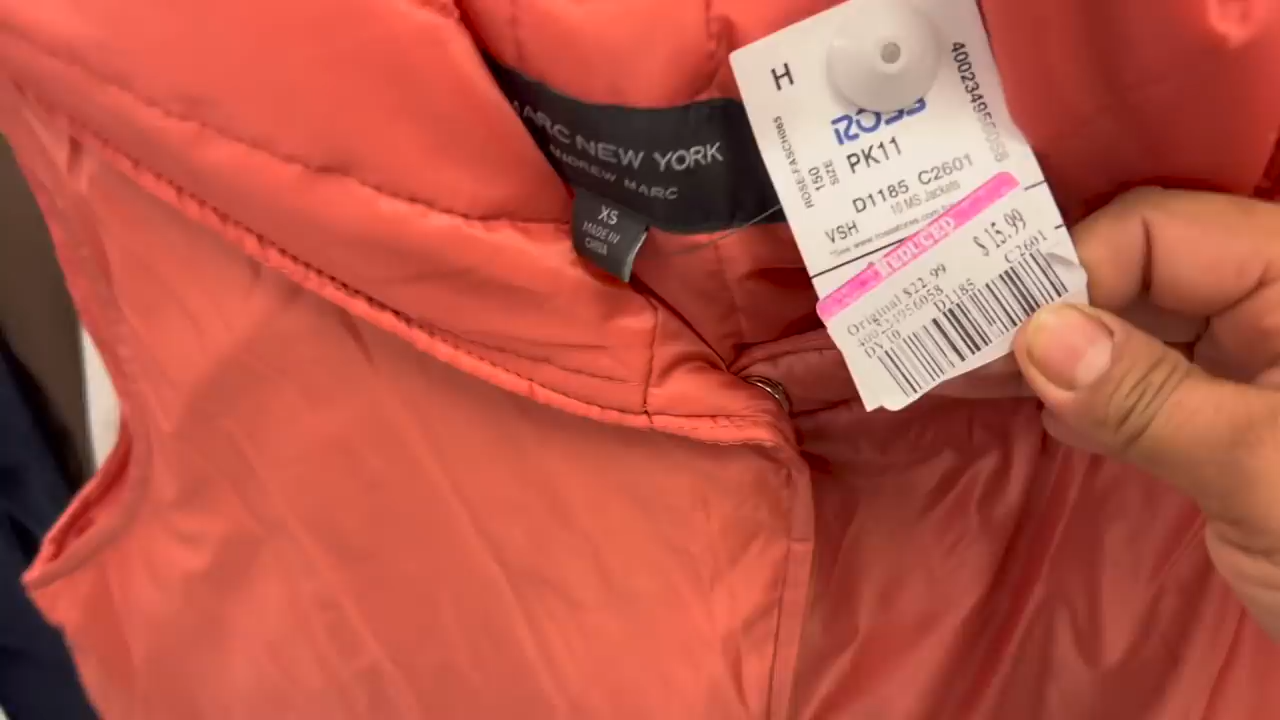 MARC NEW YORK
ANDREW MARC
XS
MADE IN
CHINA
H
ROSS
PK11
SIZE
150
D1185 C2601
10 MS Jackets
VSH
REDUCED
$15.99
Original $22.99
C2601
D1185
DV10